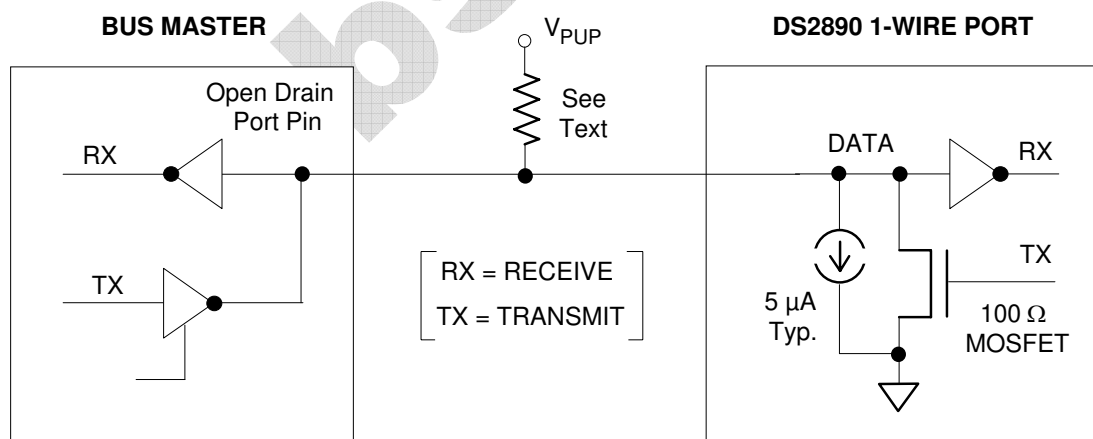 BUS MASTER
V_PUP
DS2890 1-WIRE PORT
Open Drain
Port Pin
See
Text
RX
DATA
RX
TX
RX = RECEIVE
TX = TRANSMIT
5 µA
Typ.
TX
100 Ω
MOSFET